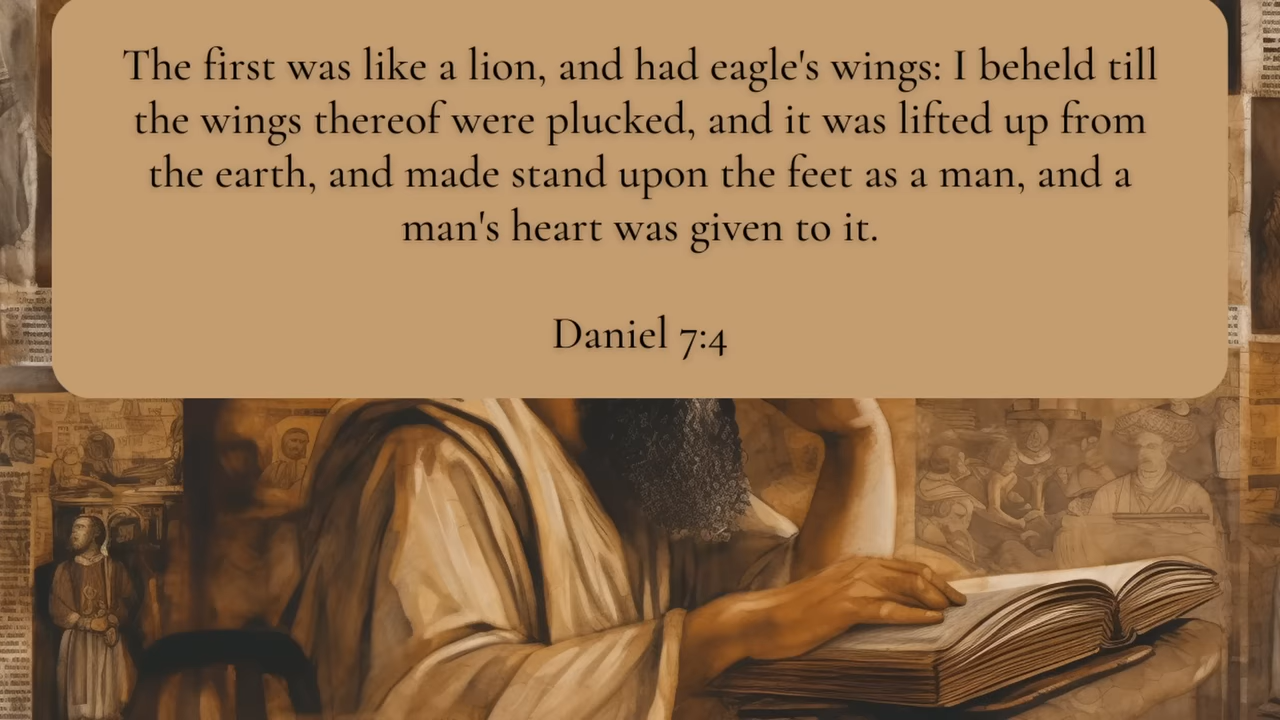 The first was like a lion, and had eagle's wings: I beheld till
the wings thereof were plucked, and it was lifted up from
the earth, and made stand upon the feet as a man, and a
man's heart was given to it.
Daniel 7:4